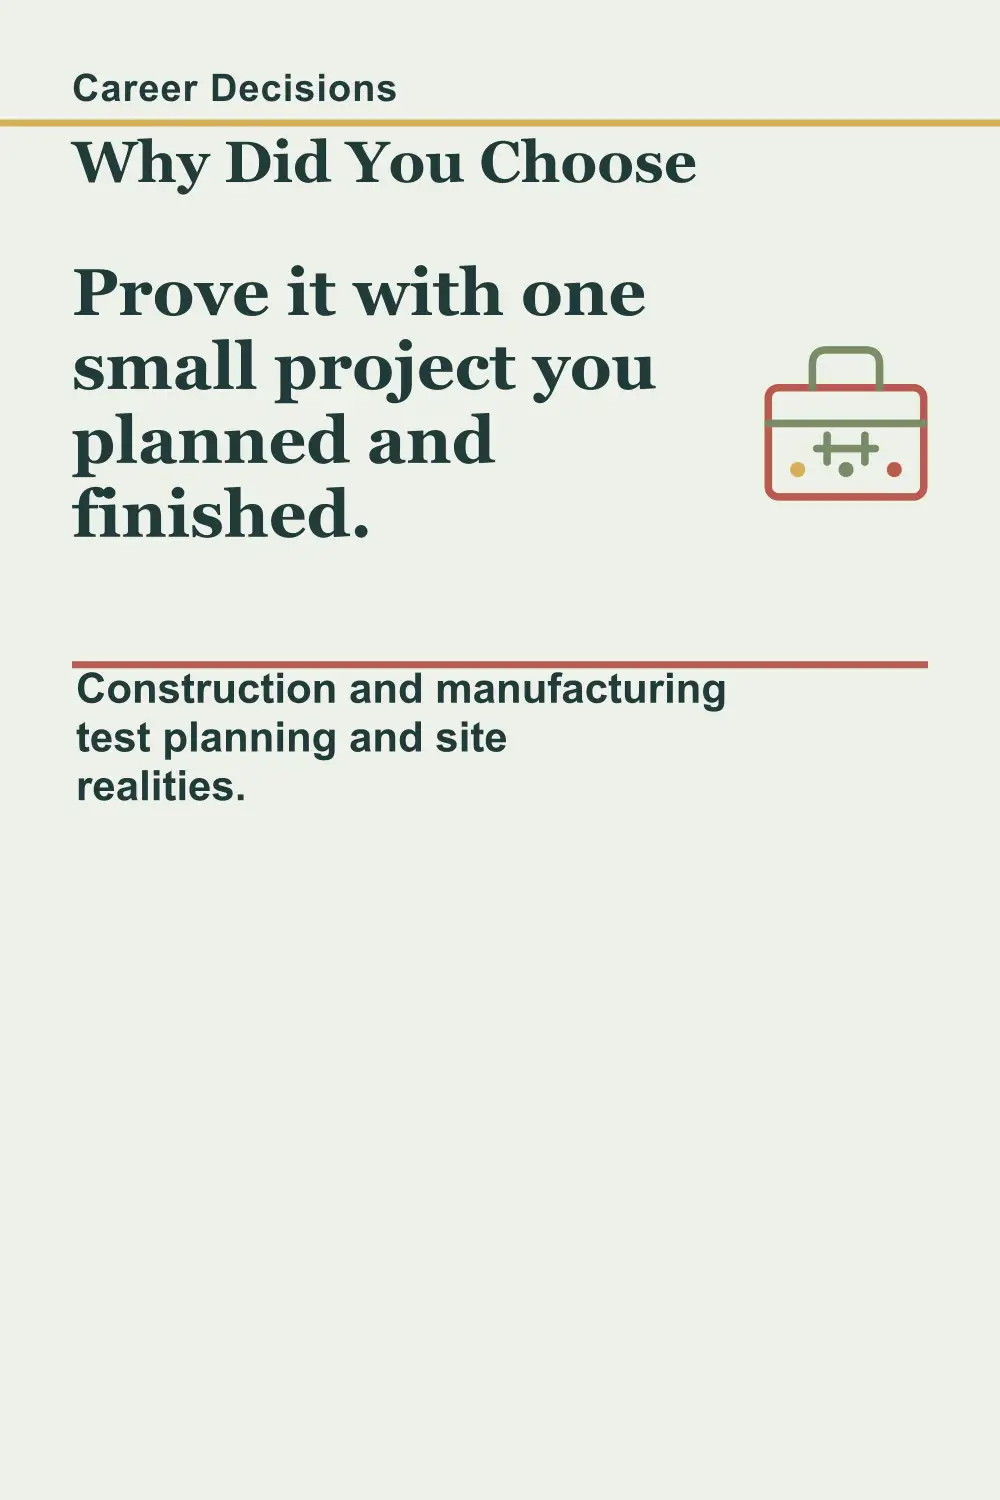 Career Decisions
Why Did You Choose
Prove it with one
small project you
planned and
finished.
Construction and manufacturing
test planning and site
realities.